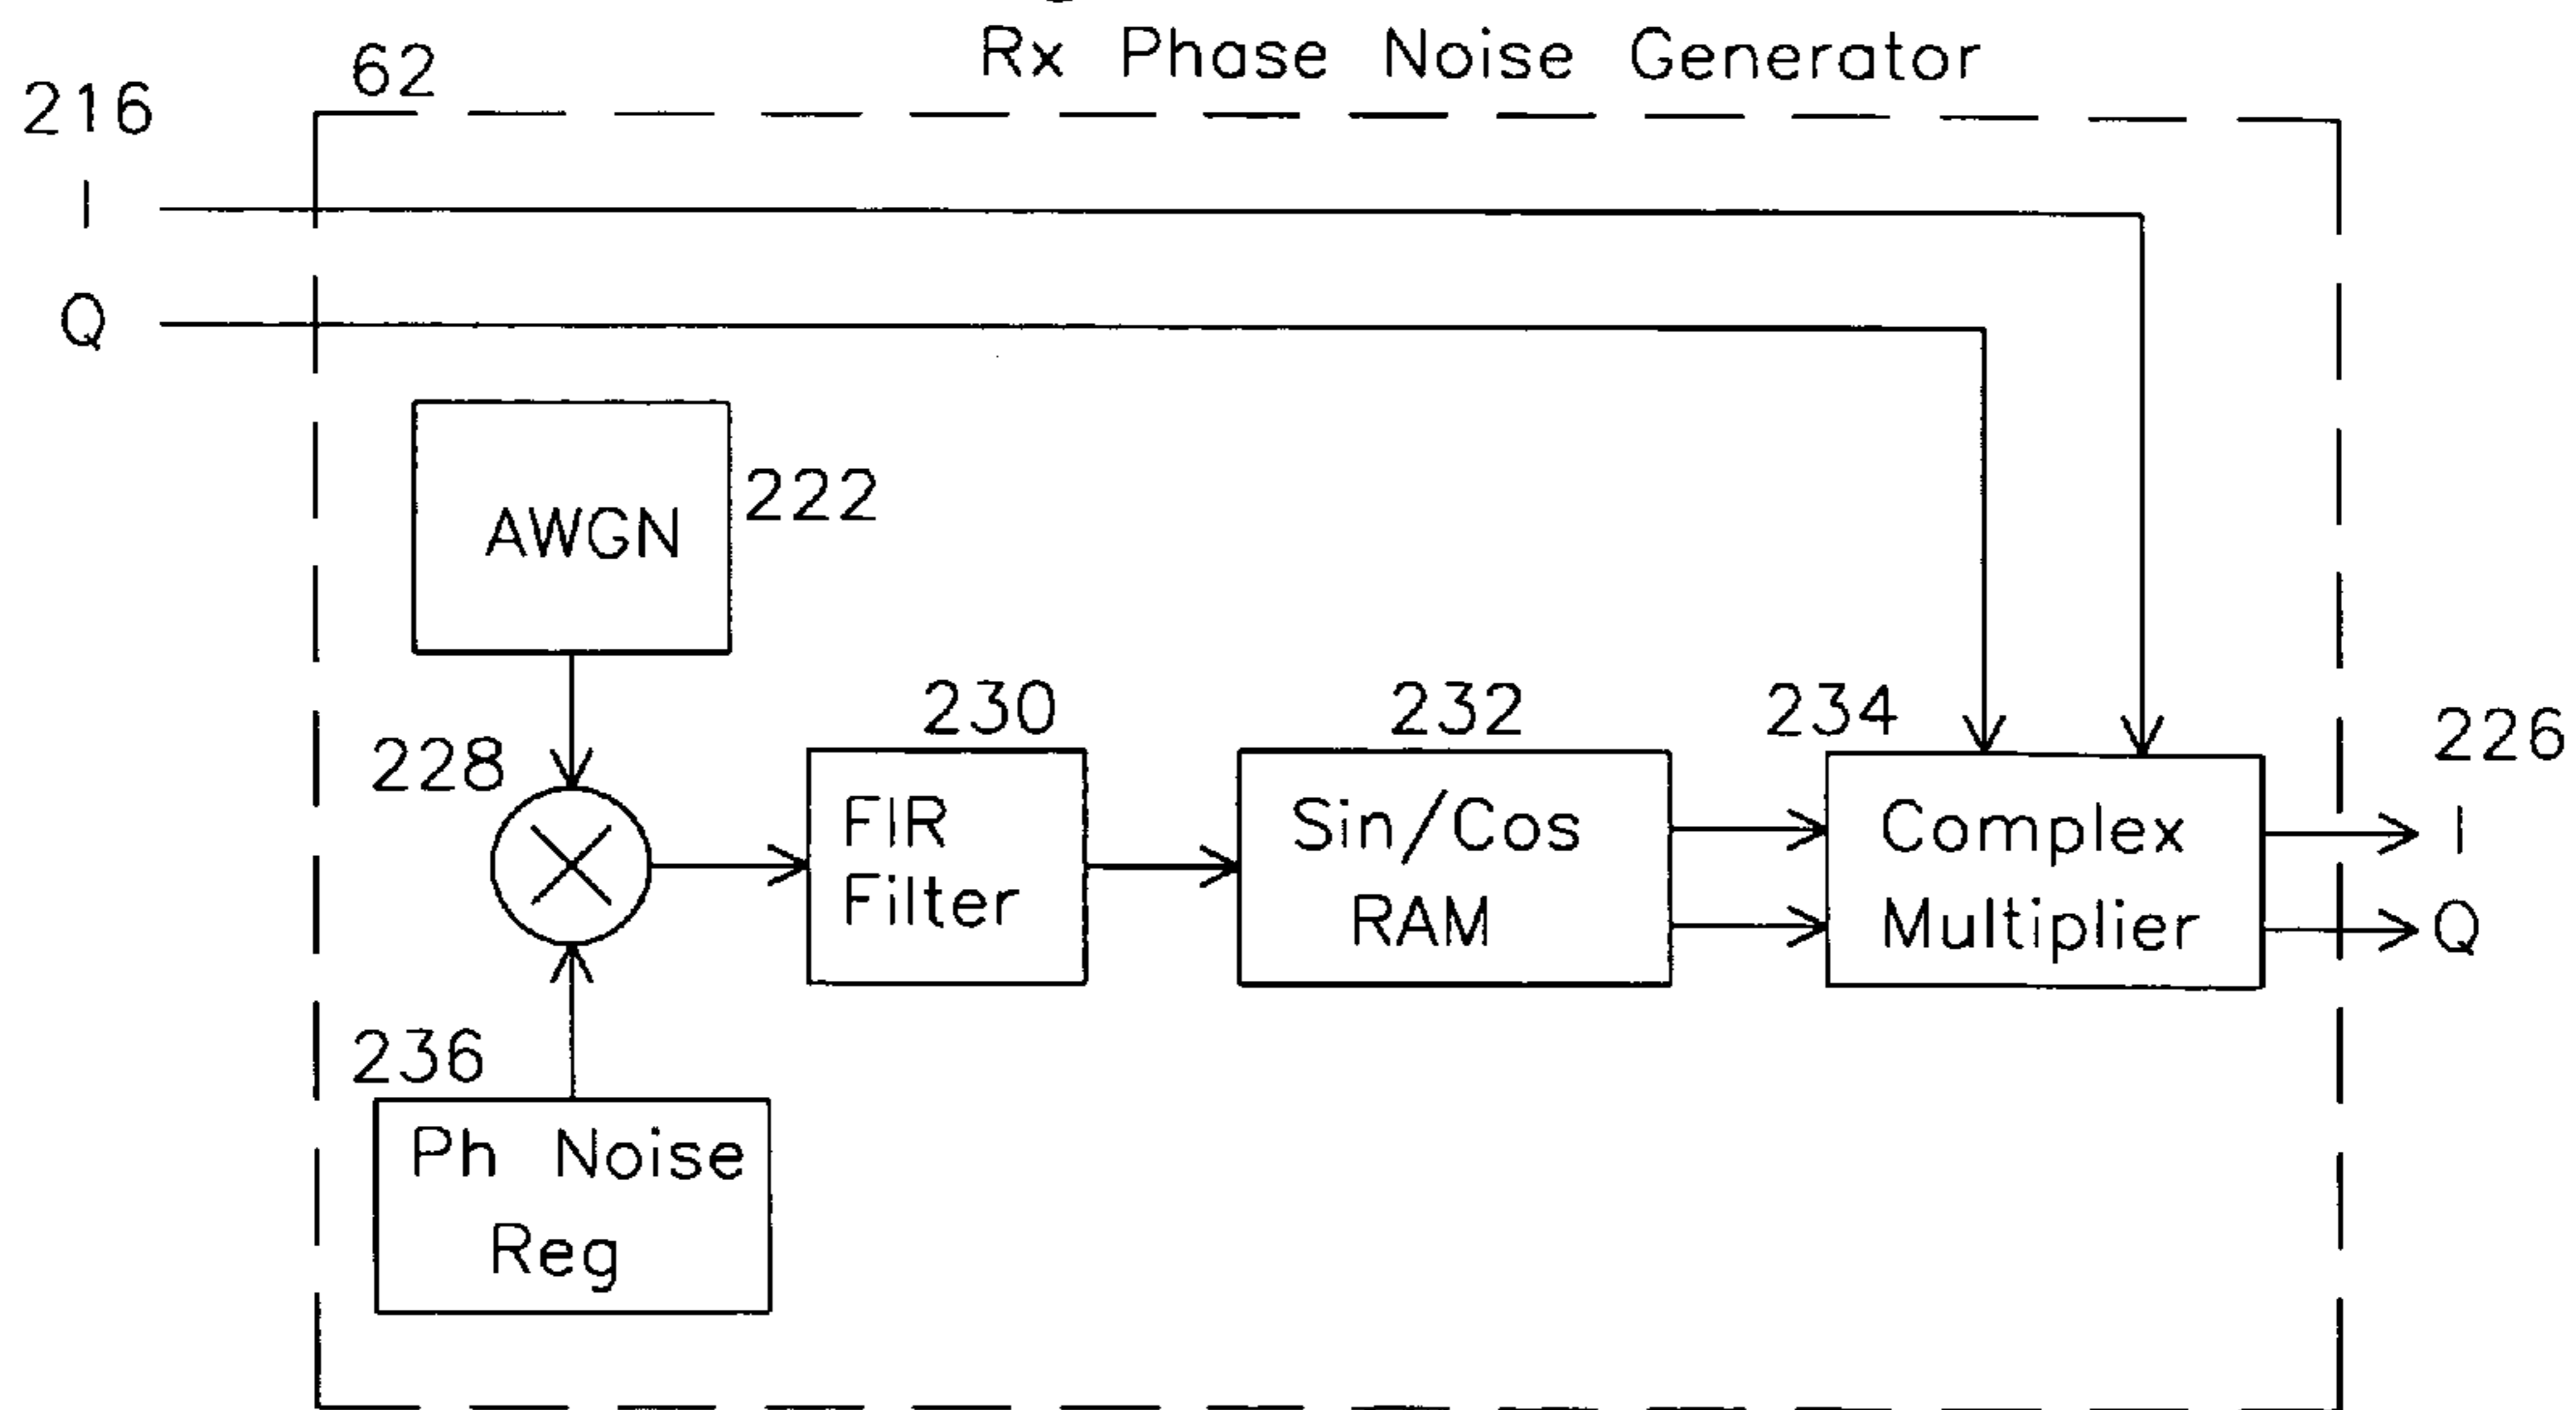 Rx Phase Noise Generator
62
216
I
Q
AWGN
222
228
230
232
234
226
FIR
Filter
Sin/Cos
RAM
Complex
Multiplier
I
Q
236
Ph Noise
Reg